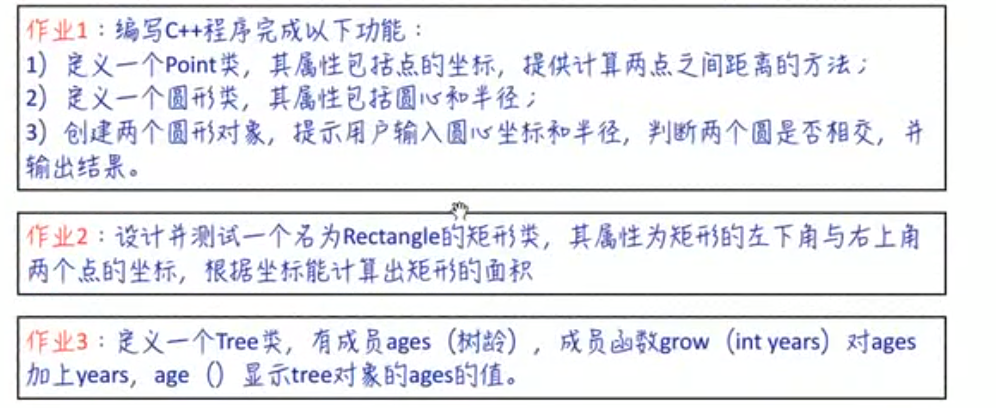 作业1：编写C++程序完成以下功能：
1）定义一个Point类，其属性包括点的坐标，提供计算两点之间距离的方法；
2）定义一个圆形类，其属性包括圆心和半径；
3）创建两个圆形对象，提示用户输入圆心坐标和半径，判断两个圆是否相交，并
输出结果。
作业2：设计并测试一个名为Rectangle的矩形类，其属性为矩形的左下角与右上角
两个点的坐标，根据坐标能计算出矩形的面积
作业3：定义一个Tree类，有成员ages（树龄），成员函数grow（int years）对ages
加上years，age（）显示tree对象的ages的值。